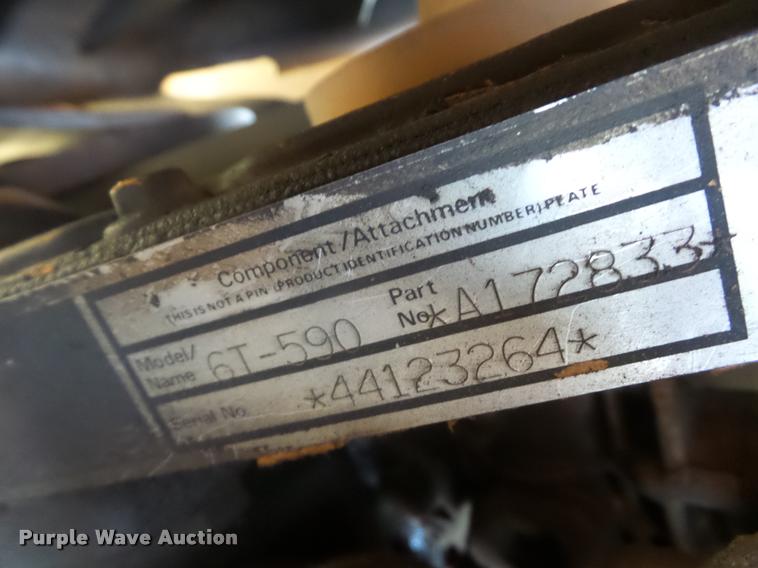 Component/Attachment
THIS IS NOT A PIN (PRODUCT IDENTIFICATION NUMBER) PLATE
Model/Name 6T-590 Part No. *A172833*
Serial No. *44123264*
Purple Wave Auction